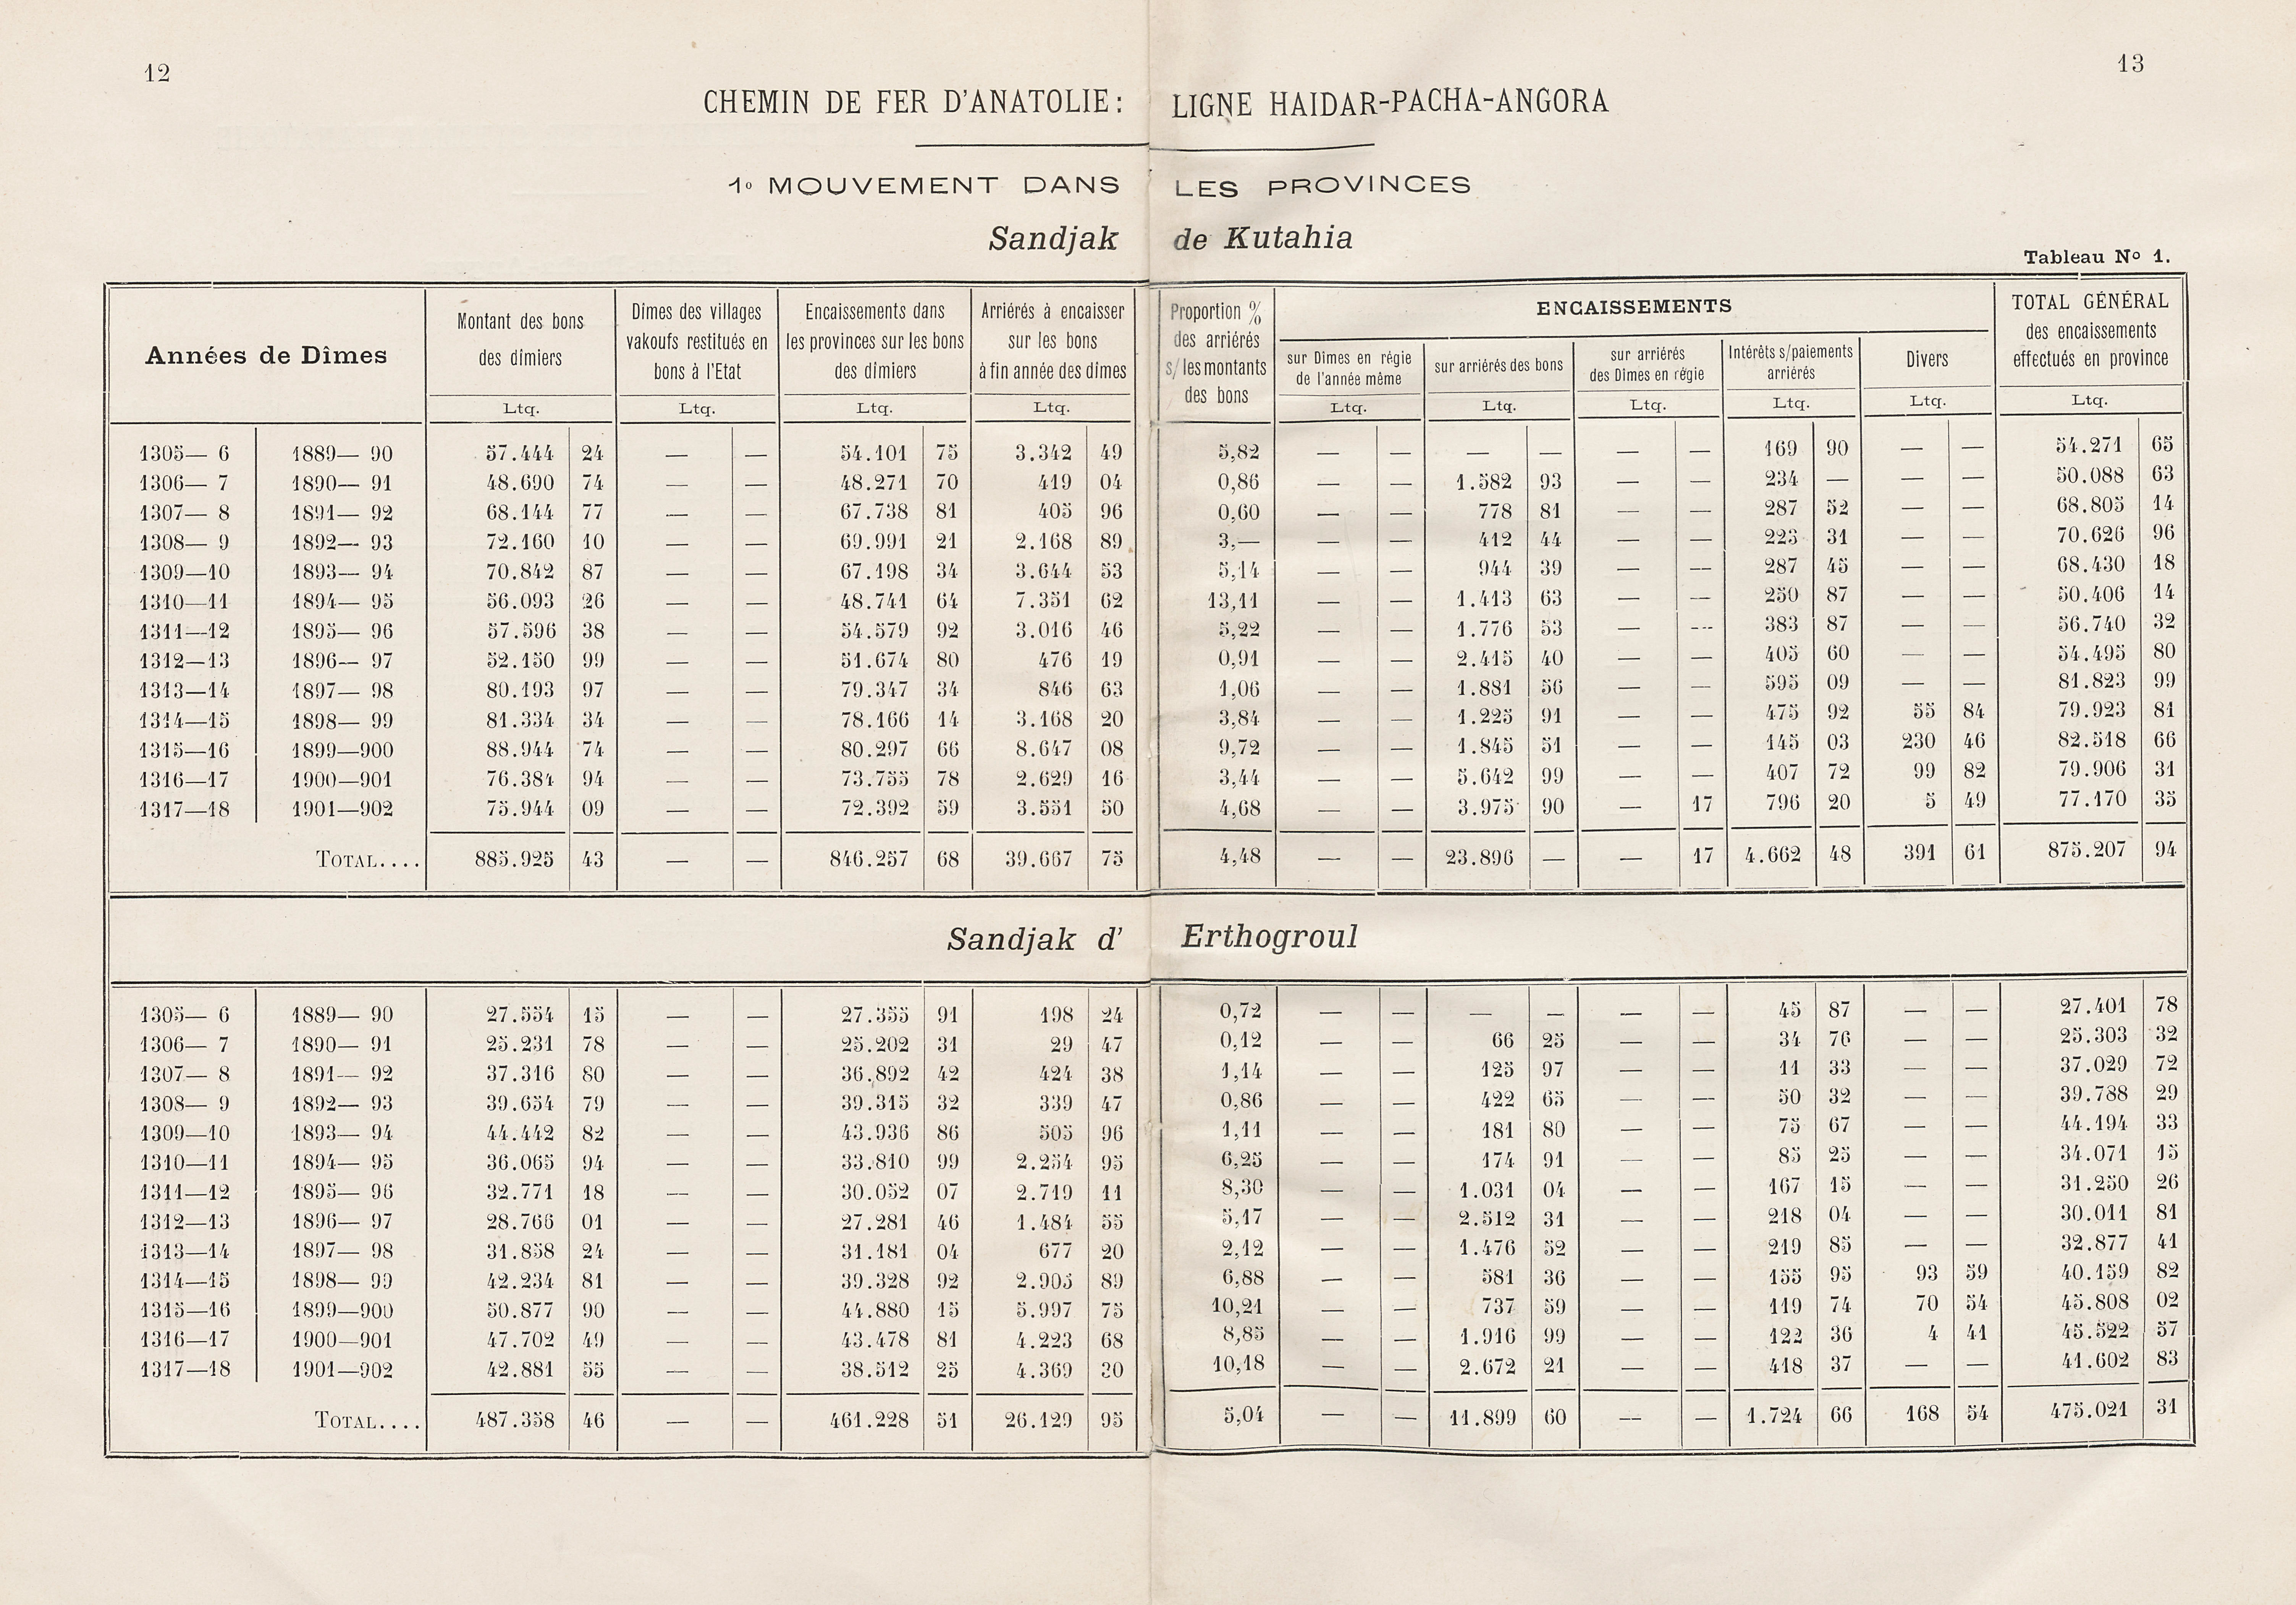 12
13
CHEMIN DE FER D'ANATOLIE: LIGNE HAIDAR-PACHA-ANGORA
1o MOUVEMENT DANS LES PROVINCES
Sandjak de Kutahia
Tableau No 1.
Années de Dîmes
Montant des bons des dîmiers Ltq.
Dîmes des villages vakoufs restitués en bons à l'Etat Ltq.
Encaissements dans les provinces sur les bons des dîmiers Ltq.
Arriérés à encaisser sur les bons à fin année des dîmes Ltq.
Proportion % des arriérés s/ les montants des bons
ENCAISSEMENTS
sur Dîmes en régie de l'année même Ltq.
sur arriérés des bons Ltq.
sur arriérés des Dîmes en régie Ltq.
Intérêts s/paiements arriérés Ltq.
Divers Ltq.
TOTAL GÉNÉRAL des encaissements effectués en province Ltq.
1305— 6 1889— 90 57.444 24 — — 54.101 75 3.342 49 5,82 — — — — — — 169 90 — — 54.271 65
1306— 7 1890— 91 48.690 74 — — 48.271 70 419 04 0,86 — — 1.582 93 — — 234 — — — 50.088 63
1307— 8 1891— 92 68.144 77 — — 67.738 81 405 96 0,60 — — 778 81 — — 287 52 — — 68.805 14
1308— 9 1892— 93 72.160 10 — — 69.991 21 2.168 89 3,— — — 412 44 — — 223 31 — — 70.626 96
1309—10 1893— 94 70.842 87 — — 67.198 34 3.644 53 5,14 — — 944 39 — — 287 45 — — 68.430 18
1310—11 1894— 95 56.093 26 — — 48.741 64 7.351 62 13,11 — — 1.413 63 — — 250 87 — — 50.406 14
1311—12 1895— 96 57.596 38 — — 54.579 92 3.016 46 5,22 — — 1.776 53 — — 383 87 — — 56.740 32
1312—13 1896— 97 52.150 99 — — 51.674 80 476 19 0,91 — — 2.415 40 — — 405 60 — — 54.495 80
1313—14 1897— 98 80.193 97 — — 79.347 34 846 63 1,06 — — 1.881 56 — — 595 09 — — 81.823 99
1314—15 1898— 99 81.334 34 — — 78.166 14 3.168 20 3,84 — — 1.225 91 — — 475 92 55 84 79.923 81
1315—16 1899—900 88.944 74 — — 80.297 66 8.647 08 9,72 — — 1.845 51 — — 145 03 230 46 82.518 66
1316—17 1900—901 76.384 94 — — 73.755 78 2.629 16 3,44 — — 5.642 99 — — 407 72 99 82 79.906 31
1317—18 1901—902 75.944 09 — — 72.392 59 3.551 50 4,68 — — 3.975 90 — 17 796 20 5 49 77.170 35
TOTAL.... 885.925 43 — — 846.257 68 39.667 75 4,48 — — 23.896 — — 17 4.662 48 391 61 875.207 94
Sandjak d' Erthogroul
1305— 6 1889— 90 27.554 15 — — 27.355 91 198 24 0,72 — — — — — — 45 87 — — 27.401 78
1306— 7 1890— 91 25.231 78 — — 25.202 31 29 47 0,12 — — 66 25 — — 34 76 — — 25.303 32
1307— 8 1891— 92 37.316 80 — — 36.892 42 424 38 1,14 — — 125 97 — — 11 33 — — 37.029 72
1308— 9 1892— 93 39.654 79 — — 39.315 32 339 47 0,86 — — 422 65 — — 50 32 — — 39.788 29
1309—10 1893— 94 44.442 82 — — 43.936 86 505 96 1,11 — — 181 80 — — 75 67 — — 44.194 33
1310—11 1894— 95 36.065 94 — — 33.810 99 2.254 95 6,25 — — 174 91 — — 85 25 — — 34.071 15
1311—12 1895— 96 32.771 18 — — 30.052 07 2.719 11 8,30 — — 1.031 04 — — 167 15 — — 31.250 26
1312—13 1896— 97 28.766 01 — — 27.281 46 1.484 55 5,17 — — 2.512 31 — — 218 04 — — 30.011 81
1313—14 1897— 98 31.858 24 — — 31.181 04 677 20 2,12 — — 1.476 52 — — 219 85 — — 32.877 41
1314—15 1898— 99 42.234 81 — — 39.328 92 2.905 89 6,88 — — 581 36 — — 155 95 93 59 40.159 82
1315—16 1899—900 50.877 90 — — 44.880 15 5.997 75 10,21 — — 737 59 — — 119 74 70 54 45.808 02
1316—17 1900—901 47.702 49 — — 43.478 81 4.223 68 8,85 — — 1.916 99 — — 122 36 4 41 45.522 57
1317—18 1901—902 42.881 55 — — 38.512 25 4.369 30 10,18 — — 2.672 21 — — 418 37 — — 41.602 83
TOTAL.... 487.358 46 — — 461.228 51 26.129 95 5,04 — — 11.899 60 — — 1.724 66 168 54 475.021 31